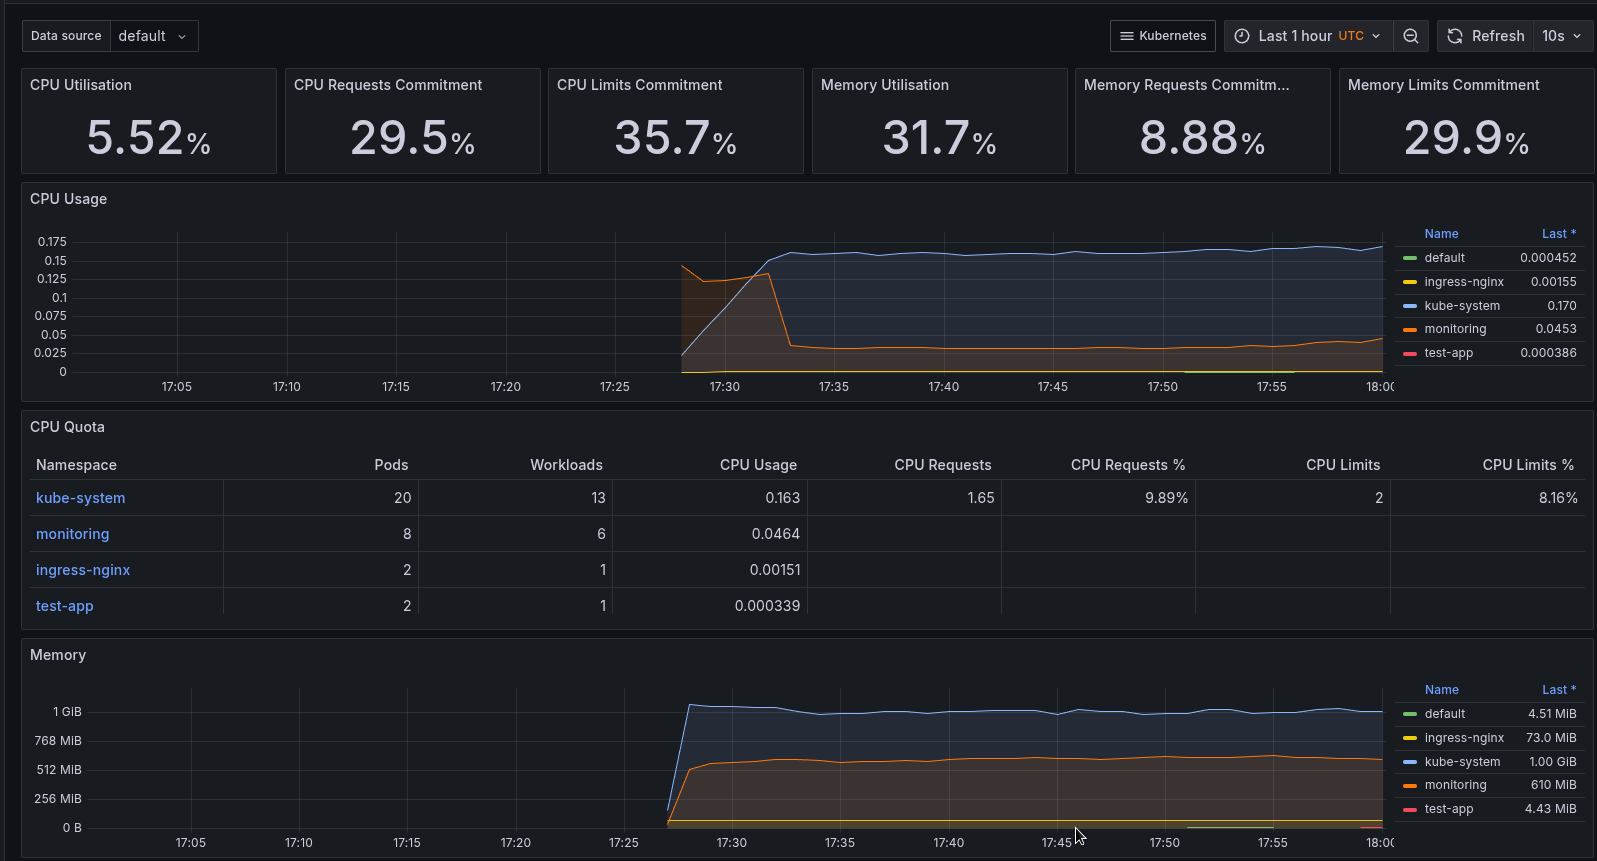 Data source default Kubernetes Last 1 hour UTC Refresh 10s
CPU Utilisation CPU Requests Commitment CPU Limits Commitment Memory Utilisation Memory Requests Commitm... Memory Limits Commitment
5.52% 29.5% 35.7% 31.7% 8.88% 29.9%
CPU Usage
Name Last *
default 0.000452
ingress-nginx 0.00155
kube-system 0.170
monitoring 0.0453
test-app 0.000386
0.175
0.15
0.125
0.1
0.075
0.05
0.025
0
17:05 17:10 17:15 17:20 17:25 17:30 17:35 17:40 17:45 17:50 17:55 18:00
CPU Quota
Namespace Pods Workloads CPU Usage CPU Requests CPU Requests % CPU Limits CPU Limits %
kube-system 20 13 0.163 1.65 9.89% 2 8.16%
monitoring 8 6 0.0464
ingress-nginx 2 1 0.00151
test-app 2 1 0.000339
Memory
Name Last *
default 4.51 MiB
ingress-nginx 73.0 MiB
kube-system 1.00 GiB
monitoring 610 MiB
test-app 4.43 MiB
1 GiB
768 MiB
512 MiB
256 MiB
0 B
17:05 17:10 17:15 17:20 17:25 17:30 17:35 17:40 17:45 17:50 17:55 18:00